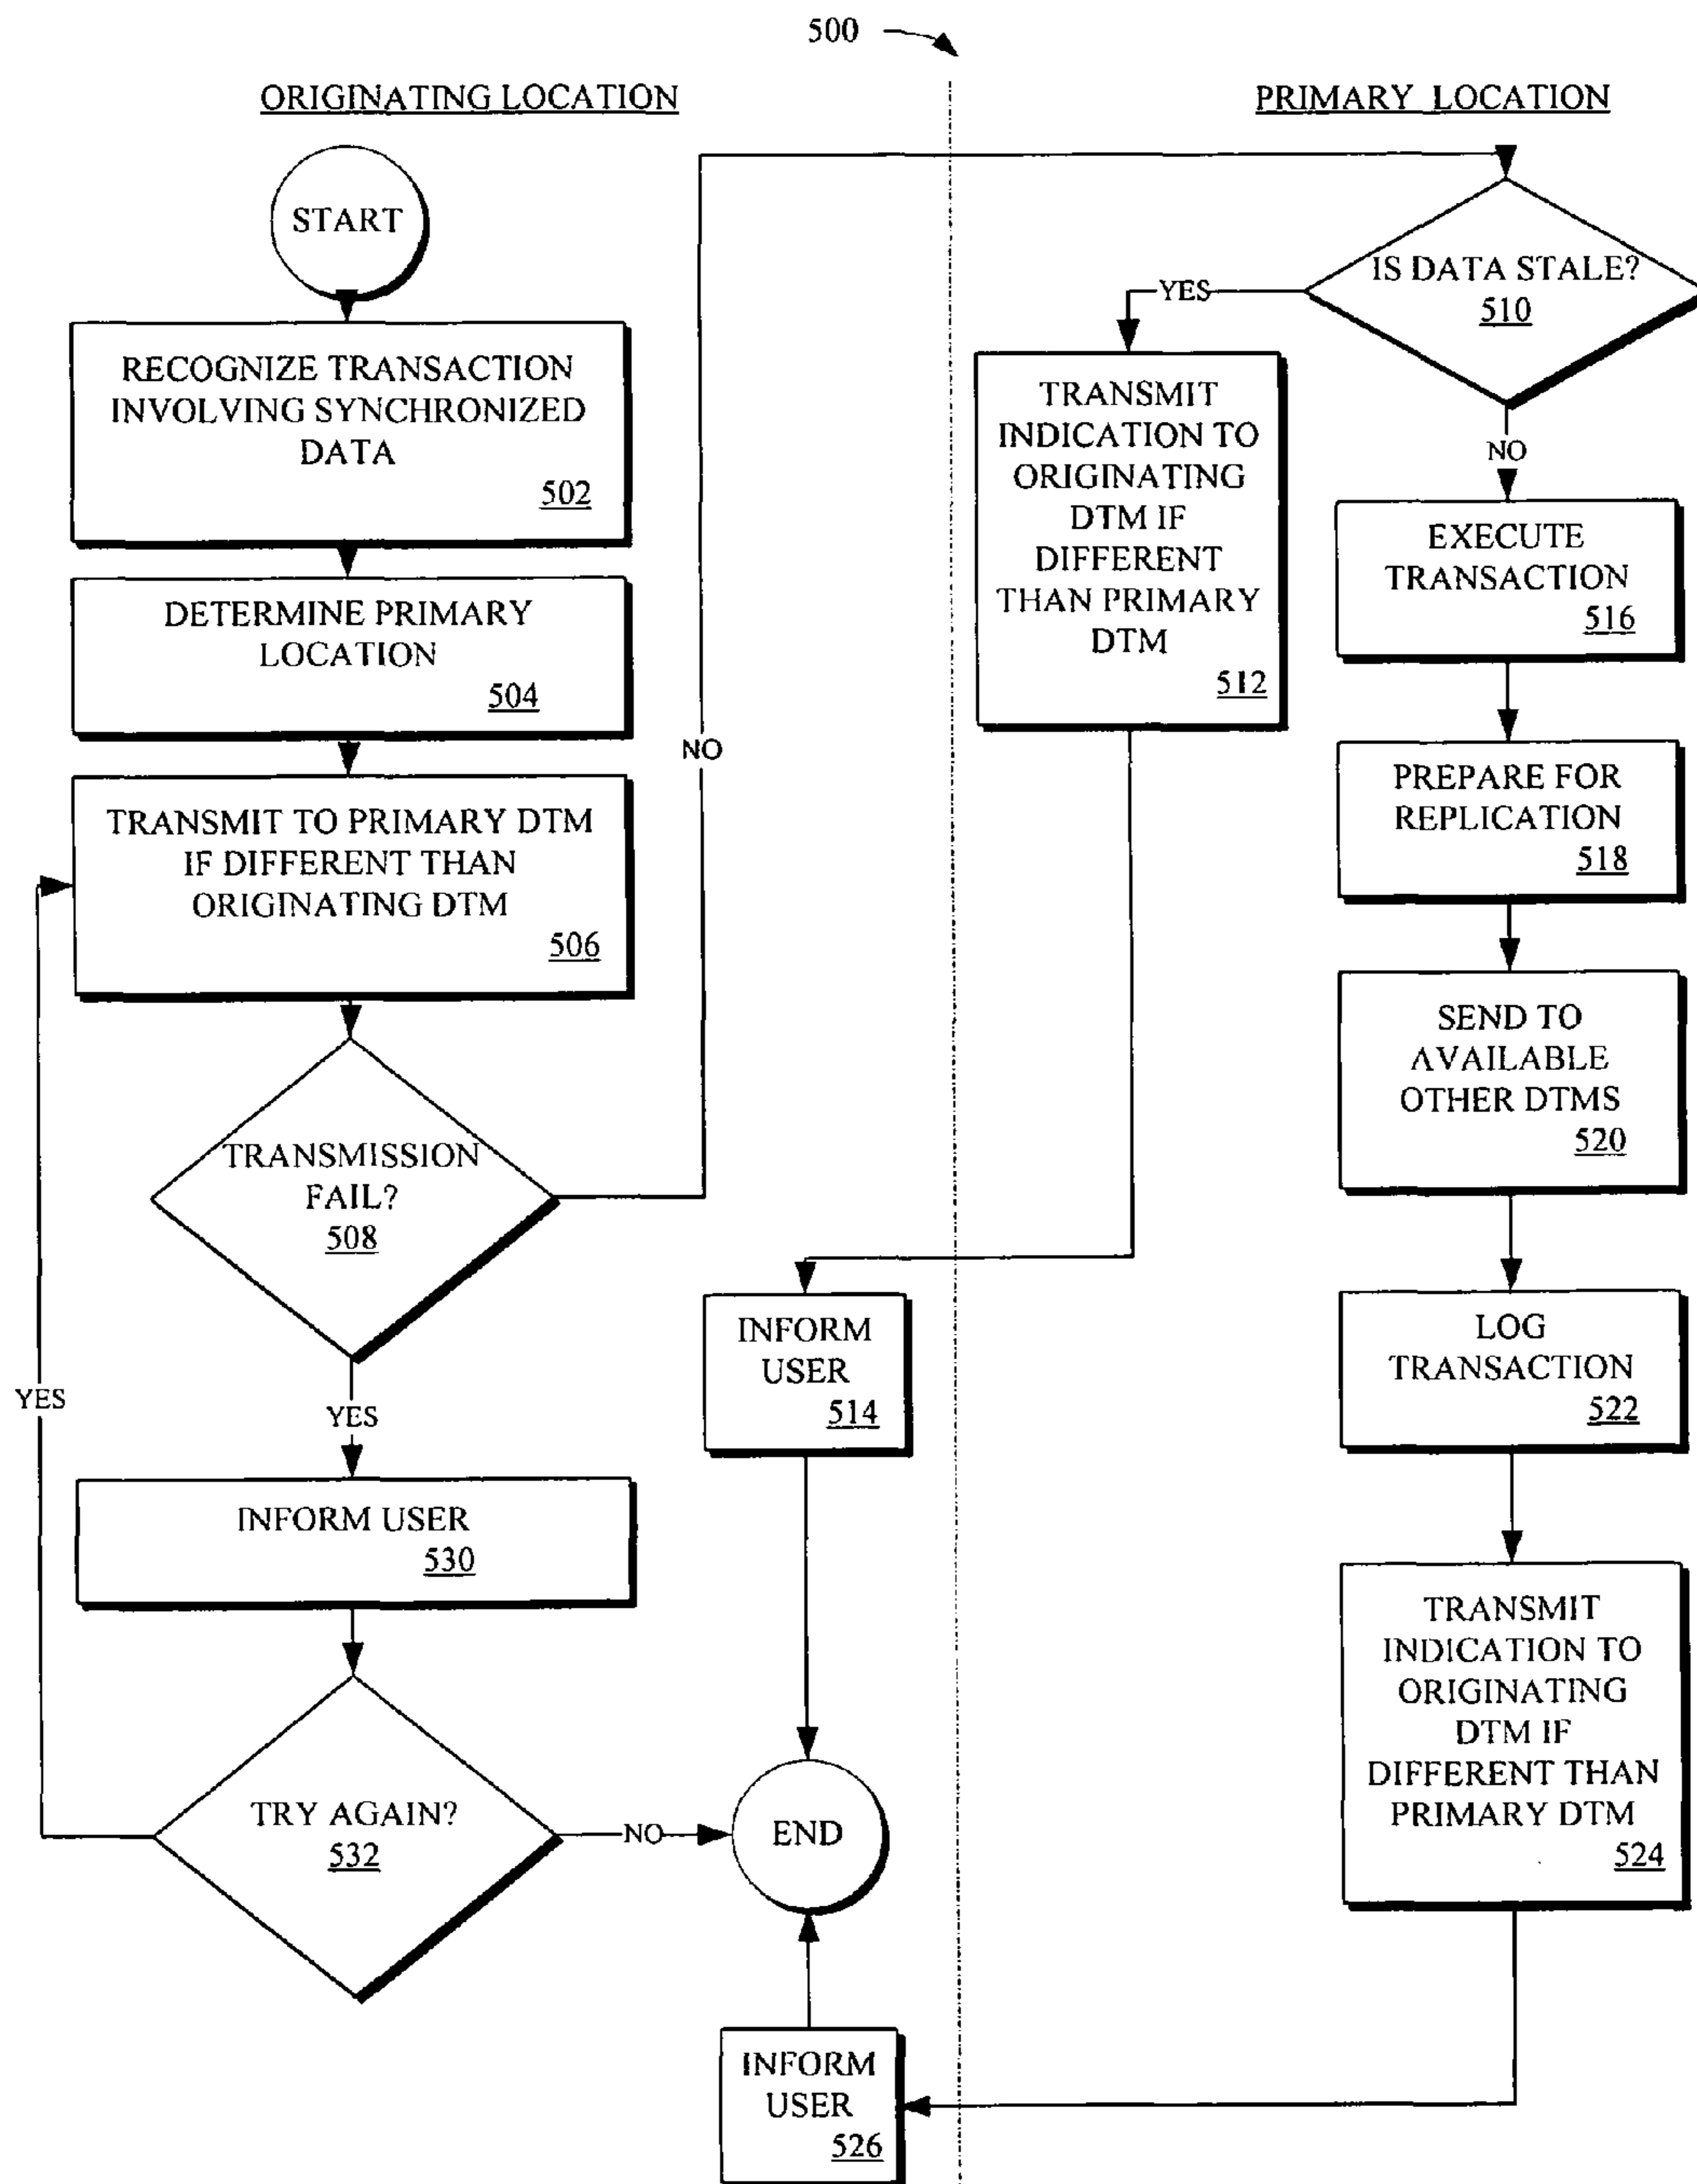 500
ORIGINATING LOCATION
PRIMARY LOCATION
START
RECOGNIZE TRANSACTION
INVOLVING SYNCHRONIZED
DATA
502
DETERMINE PRIMARY
LOCATION
504
TRANSMIT TO PRIMARY DTM
IF DIFFERENT THAN
ORIGINATING DTM
506
TRANSMISSION
FAIL?
508
NO
YES
INFORM USER
530
TRY AGAIN?
532
YES
NO
END
IS DATA STALE?
510
YES
TRANSMIT
INDICATION TO
ORIGINATING
DTM IF
DIFFERENT
THAN PRIMARY
DTM
512
INFORM
USER
514
NO
EXECUTE
TRANSACTION
516
PREPARE FOR
REPLICATION
518
SEND TO
AVAILABLE
OTHER DTMS
520
LOG
TRANSACTION
522
TRANSMIT
INDICATION TO
ORIGINATING
DTM IF
DIFFERENT THAN
PRIMARY DTM
524
INFORM
USER
526